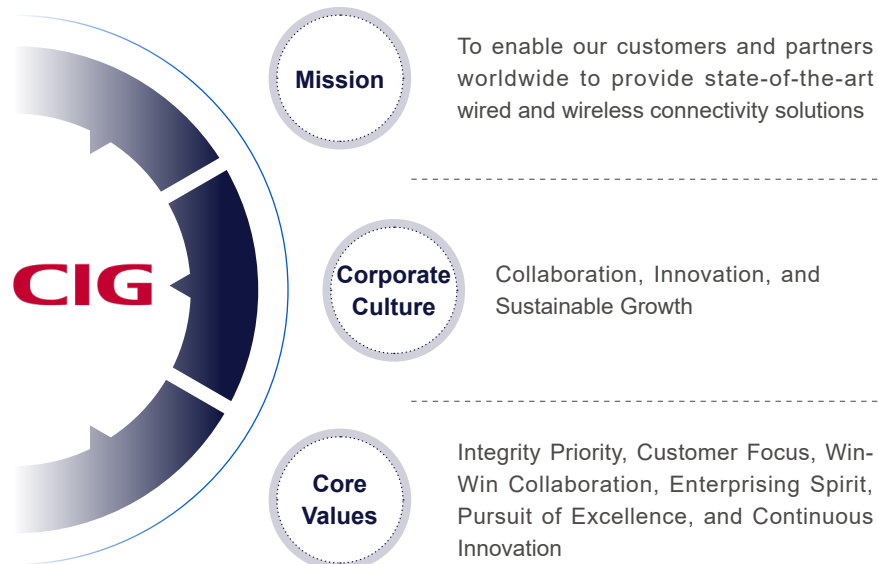 CIG
Mission
To enable our customers and partners
worldwide to provide state-of-the-art
wired and wireless connectivity solutions
Corporate
Culture
Collaboration, Innovation, and
Sustainable Growth
Core
Values
Integrity Priority, Customer Focus, Win-
Win Collaboration, Enterprising Spirit,
Pursuit of Excellence, and Continuous
Innovation